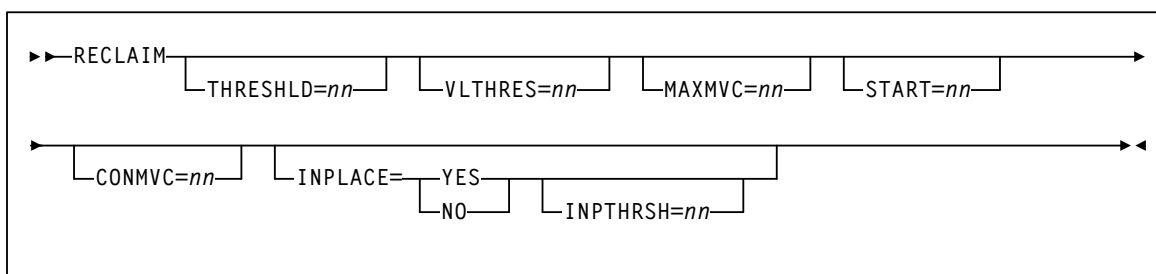 RECLAIM
THRESHLD=nn VLTHRES=nn MAXMVC=nn START=nn
CONMVC=nn INPLACE= YES
NO INPTHRSH=nn